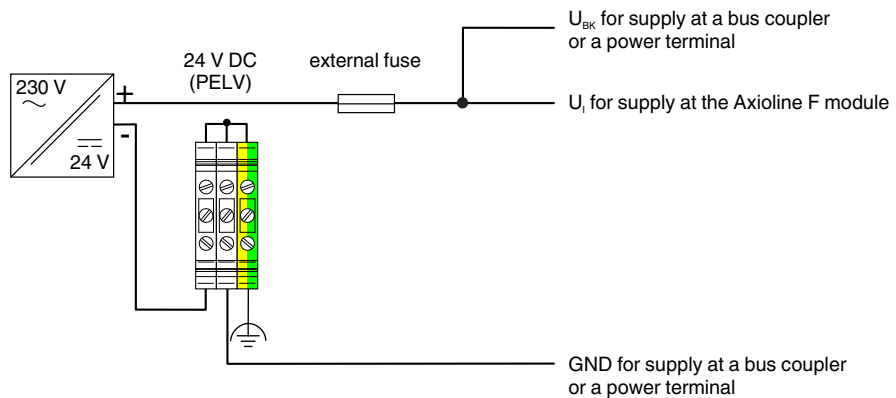 U_BK for supply at a bus coupler
or a power terminal
24 V DC
(PELV)
external fuse
230 V
+
U_I for supply at the Axioline F module
-
24 V
GND for supply at a bus coupler
or a power terminal